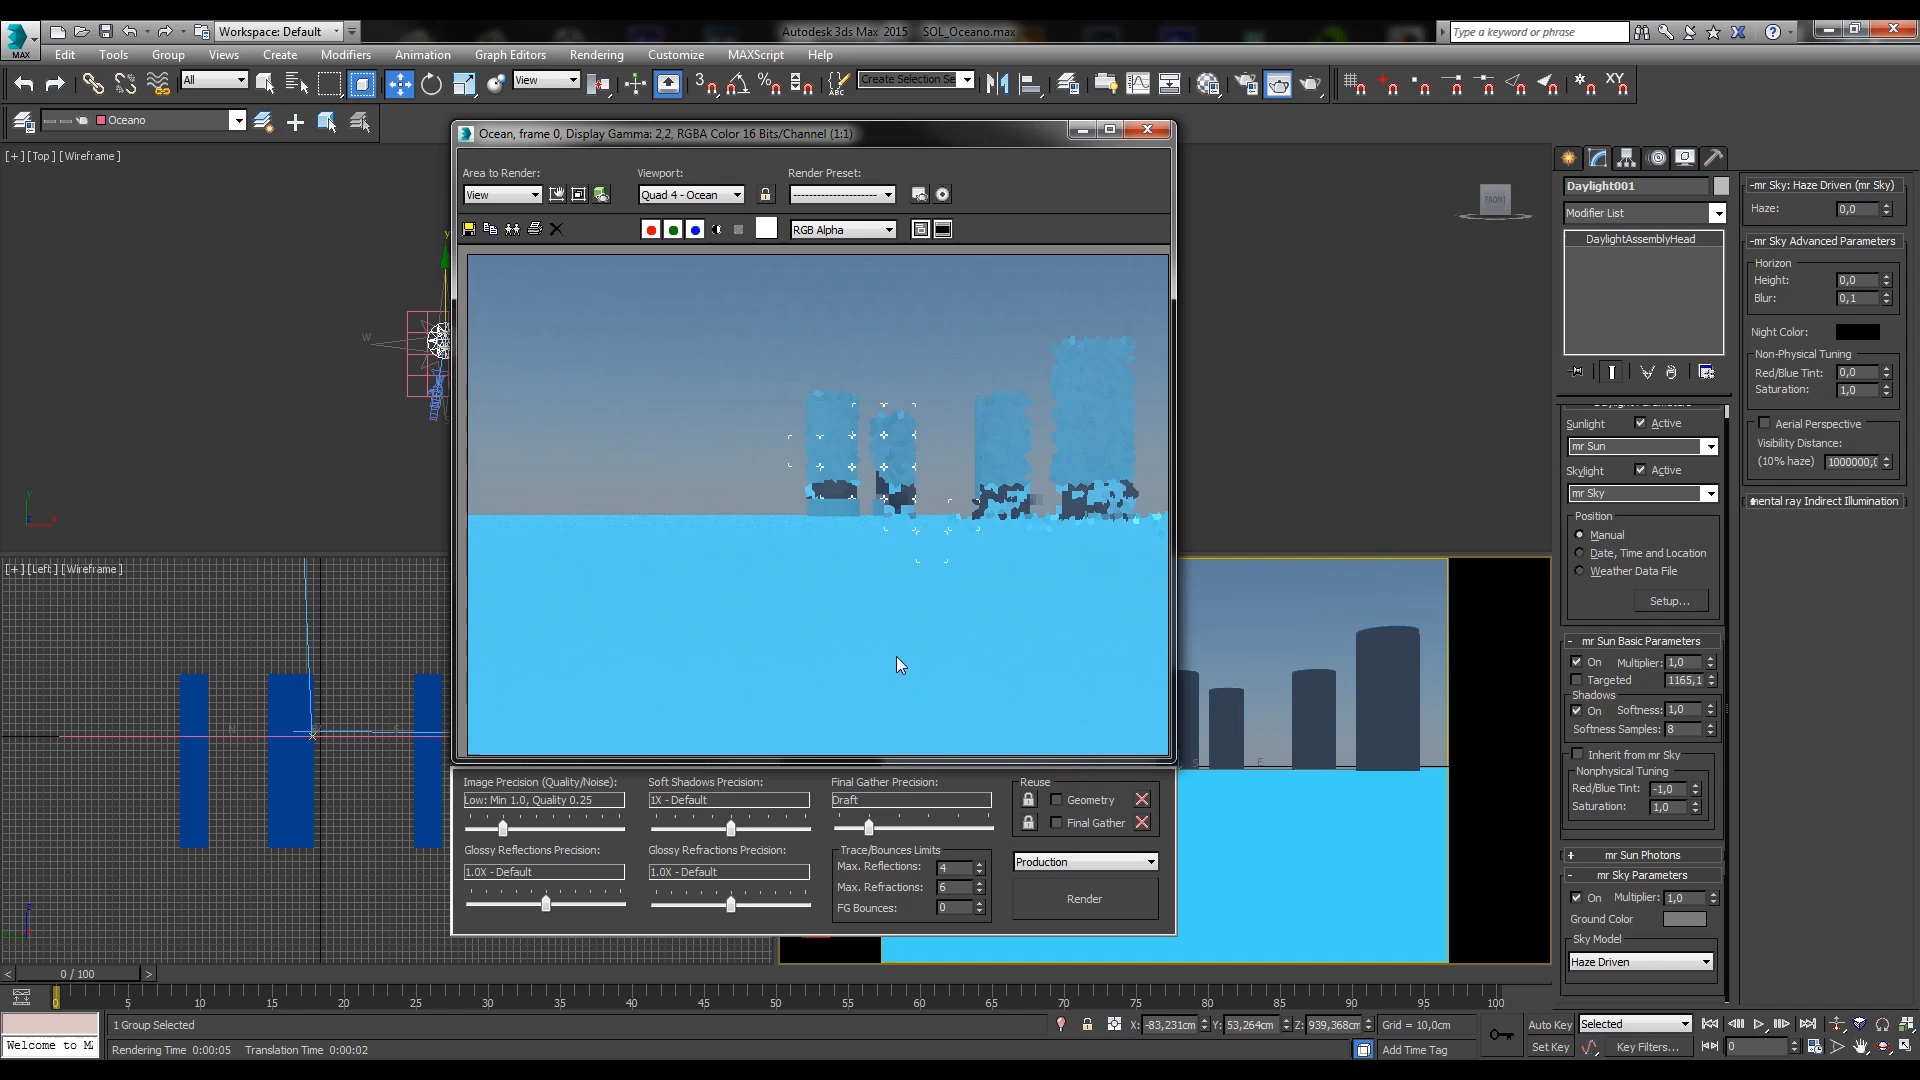 MAX
Workspace: Default
Autodesk 3ds Max 2015    SOL_Oceano.max
Type a keyword or phrase
Edit Tools Group Views Create Modifiers Animation Graph Editors Rendering Customize MAXScript Help
All
View
Create Selection Se
XY
Oceano
[+] [Top] [Wireframe]
Ocean, frame 0, Display Gamma: 2,2, RGBA Color 16 Bits/Channel (1:1)
Area to Render:
View
Viewport:
Quad 4 - Ocean
Render Preset:
RGB Alpha
FRONT
[+] [Left] [Wireframe]
Image Precision (Quality/Noise):
Low: Min 1.0, Quality 0.25
Soft Shadows Precision:
1X - Default
Final Gather Precision:
Draft
Reuse
Geometry
Final Gather
Glossy Reflections Precision:
1.0X - Default
Glossy Refractions Precision:
1.0X - Default
Trace/Bounces Limits
Max. Reflections: 4
Max. Refractions: 6
FG Bounces: 0
Production
Render
Daylight001
Modifier List
DaylightAssemblyHead
Sunlight Active
mr Sun
Skylight Active
mr Sky
Position
Manual
Date, Time and Location
Weather Data File
Setup...
- mr Sun Basic Parameters
On Multiplier: 1,0
Targeted 1165,1
Shadows
On Softness: 1,0
Softness Samples: 8
Inherit from mr Sky
Nonphysical Tuning
Red/Blue Tint: -1,0
Saturation: 1,0
+ mr Sun Photons
- mr Sky Parameters
On Multiplier: 1,0
Ground Color
Sky Model
Haze Driven
-mr Sky: Haze Driven (mr Sky)
Haze: 0,0
-mr Sky Advanced Parameters
Horizon
Height: 0,0
Blur: 0,1
Night Color:
Non-Physical Tuning
Red/Blue Tint: 0,0
Saturation: 1,0
Aerial Perspective
Visibility Distance:
(10% haze) 1000000,(
mental ray Indirect Illumination
< 0 / 100 >
0 5 10 15 20 25 30 35 40 45 50 55 60 65 70 75 80 85 90 95 100
1 Group Selected
X: -83,231cm Y: 53,264cm Z: 939,368cm Grid = 10,0cm
Auto Key Selected
Welcome to M
Rendering Time 0:00:05 Translation Time 0:00:02
Add Time Tag
Set Key Key Filters...
0